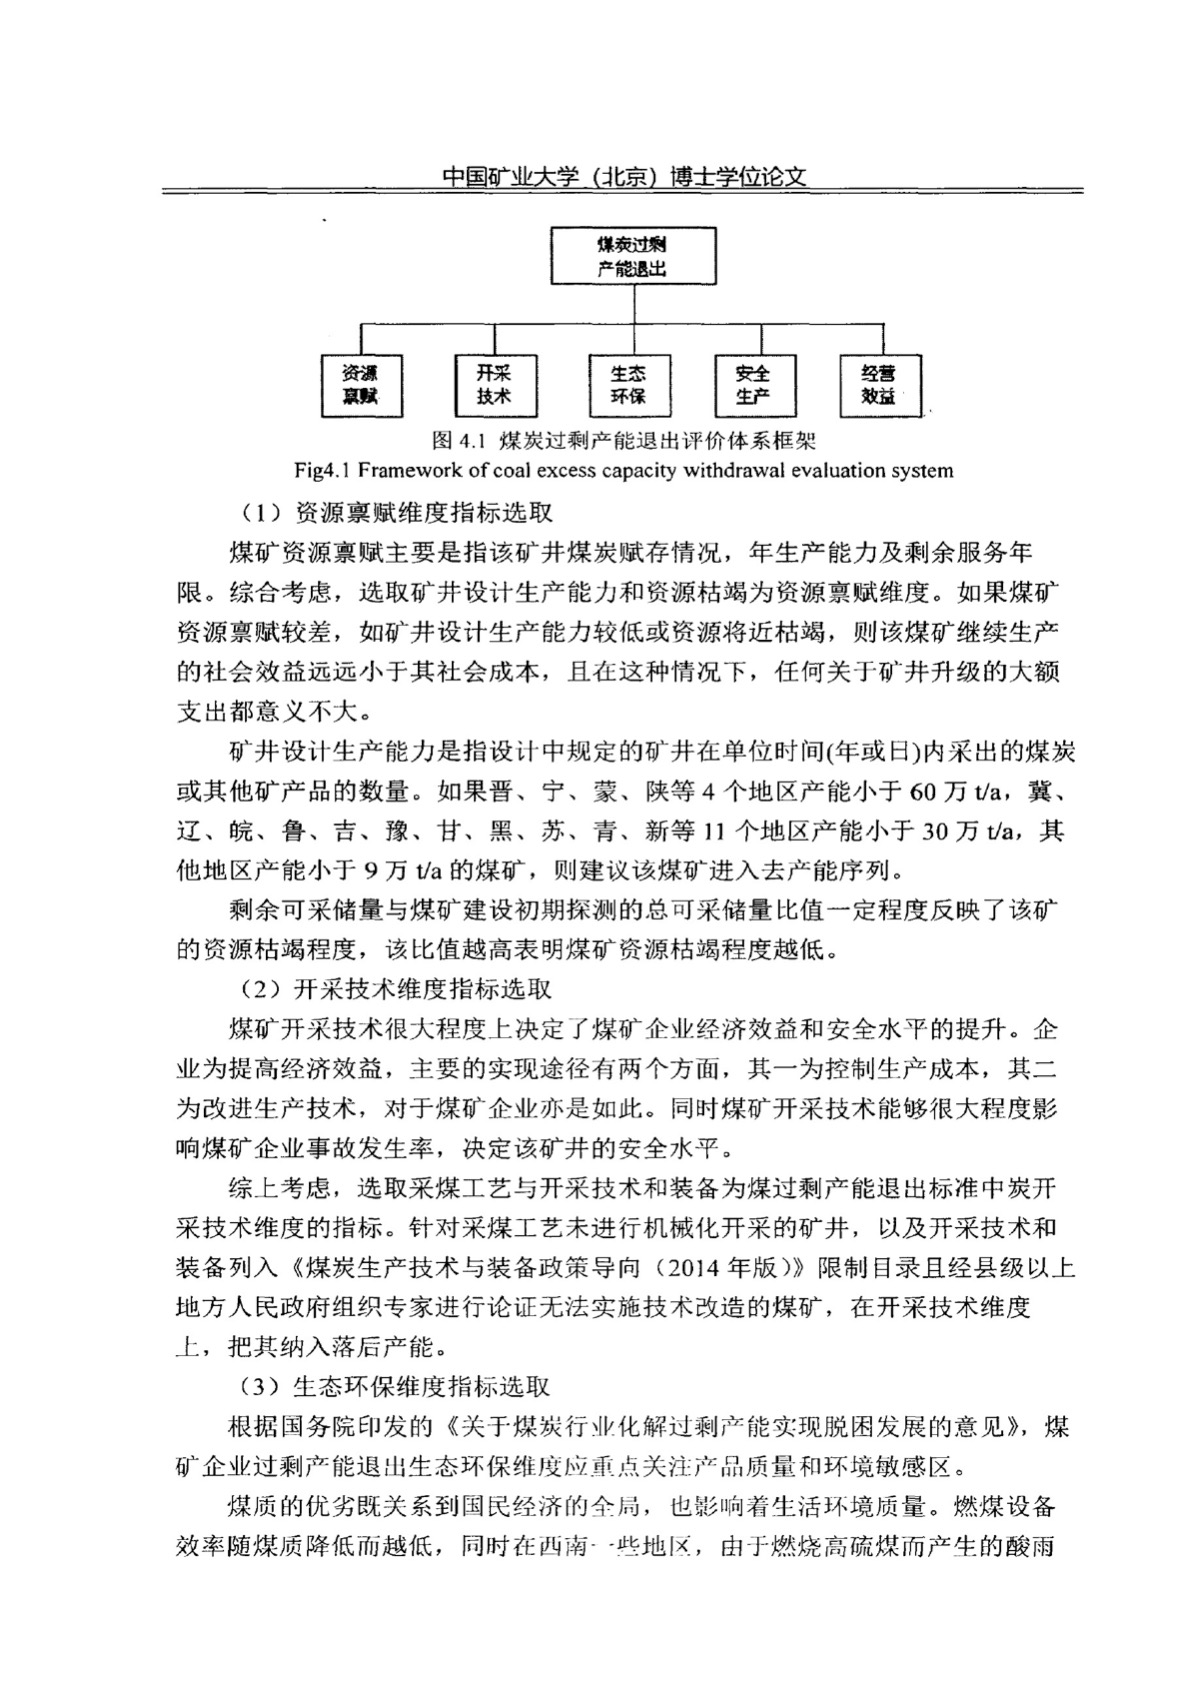 中国矿业大学（北京）博士学位论文
煤炭过剩
产能退出
资源
禀赋
开采
技术
生态
环保
安全
生产
经营
效益
图 4.1 煤炭过剩产能退出评价体系框架
Fig4.1 Framework of coal excess capacity withdrawal evaluation system
（1）资源禀赋维度指标选取
煤矿资源禀赋主要是指该矿井煤炭赋存情况，年生产能力及剩余服务年
限。综合考虑，选取矿井设计生产能力和资源枯竭为资源禀赋维度。如果煤矿
资源禀赋较差，如矿井设计生产能力较低或资源将近枯竭，则该煤矿继续生产
的社会效益远远小于其社会成本，且在这种情况下，任何关于矿井升级的大额
支出都意义不大。
矿井设计生产能力是指设计中规定的矿井在单位时间(年或日)内采出的煤炭
或其他矿产品的数量。如果晋、宁、蒙、陕等 4 个地区产能小于 60 万 t/a，冀、
辽、皖、鲁、吉、豫、甘、黑、苏、青、新等 11 个地区产能小于 30 万 t/a，其
他地区产能小于 9 万 t/a 的煤矿，则建议该煤矿进入去产能序列。
剩余可采储量与煤矿建设初期探测的总可采储量比值一定程度反映了该矿
的资源枯竭程度，该比值越高表明煤矿资源枯竭程度越低。
（2）开采技术维度指标选取
煤矿开采技术很大程度上决定了煤矿企业经济效益和安全水平的提升。企
业为提高经济效益，主要的实现途径有两个方面，其一为控制生产成本，其二
为改进生产技术，对于煤矿企业亦是如此。同时煤矿开采技术能够很大程度影
响煤矿企业事故发生率，决定该矿井的安全水平。
综上考虑，选取采煤工艺与开采技术和装备为煤过剩产能退出标准中炭开
采技术维度的指标。针对采煤工艺未进行机械化开采的矿井，以及开采技术和
装备列入《煤炭生产技术与装备政策导向（2014 年版）》限制目录且经县级以上
地方人民政府组织专家进行论证无法实施技术改造的煤矿，在开采技术维度
上，把其纳入落后产能。
（3）生态环保维度指标选取
根据国务院印发的《关于煤炭行业化解过剩产能实现脱困发展的意见》，煤
矿企业过剩产能退出生态环保维度应重点关注产品质量和环境敏感区。
煤质的优劣既关系到国民经济的全局，也影响着生活环境质量。燃煤设备
效率随煤质降低而越低，同时在西南一些地区，由于燃烧高硫煤而产生的酸雨